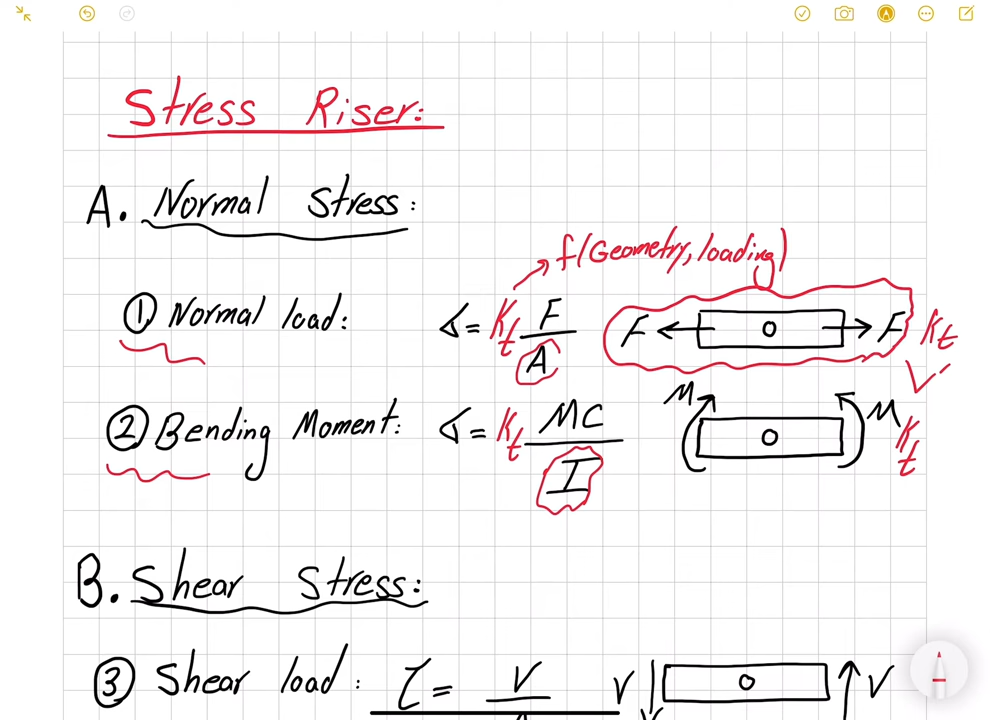 Stress Riser:
A. Normal Stress:
f(Geometry, loading)
① Normal load: σ = Kt F/A F F Kt
② Bending Moment: σ = Kt MC/I M M Kt
B. Shear Stress:
③ Shear load: τ = V/A V V